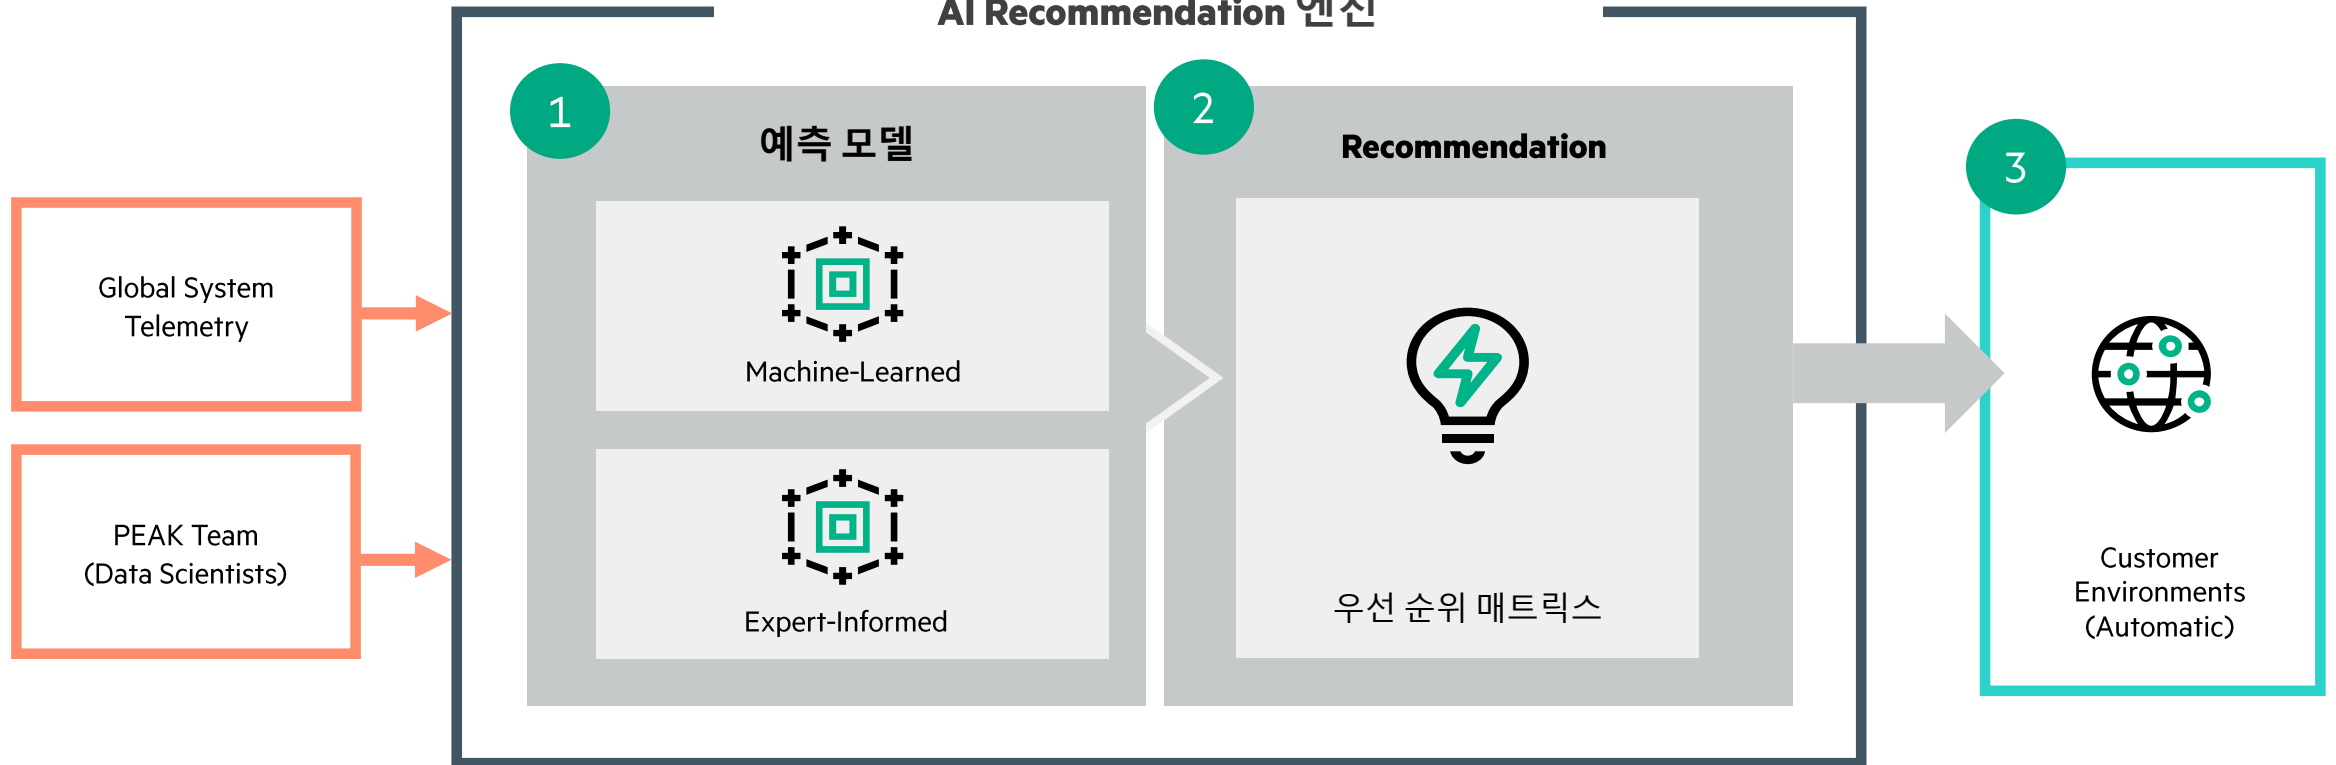 AI Recommendation 엔진
1
예측 모델
2
Recommendation
3
Global System
Telemetry
Machine-Learned
PEAK Team
(Data Scientists)
Expert-Informed
우선 순위 매트릭스
Customer
Environments
(Automatic)